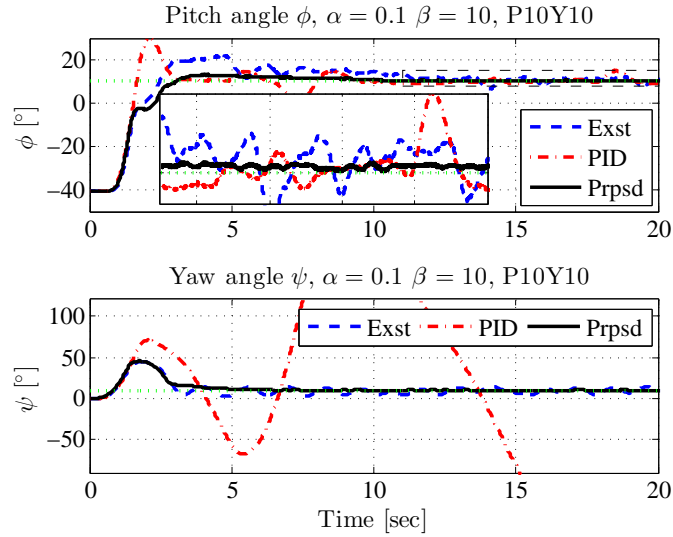 Pitch angle ϕ, α = 0.1 β = 10, P10Y10
ϕ [°]
20
0
−20
−40
Exst
PID
Prpsd
0 5 10 15 20
Yaw angle ψ, α = 0.1 β = 10, P10Y10
ψ [°]
100
50
0
−50
Exst PID Prpsd
0 5 10 15 20
Time [sec]